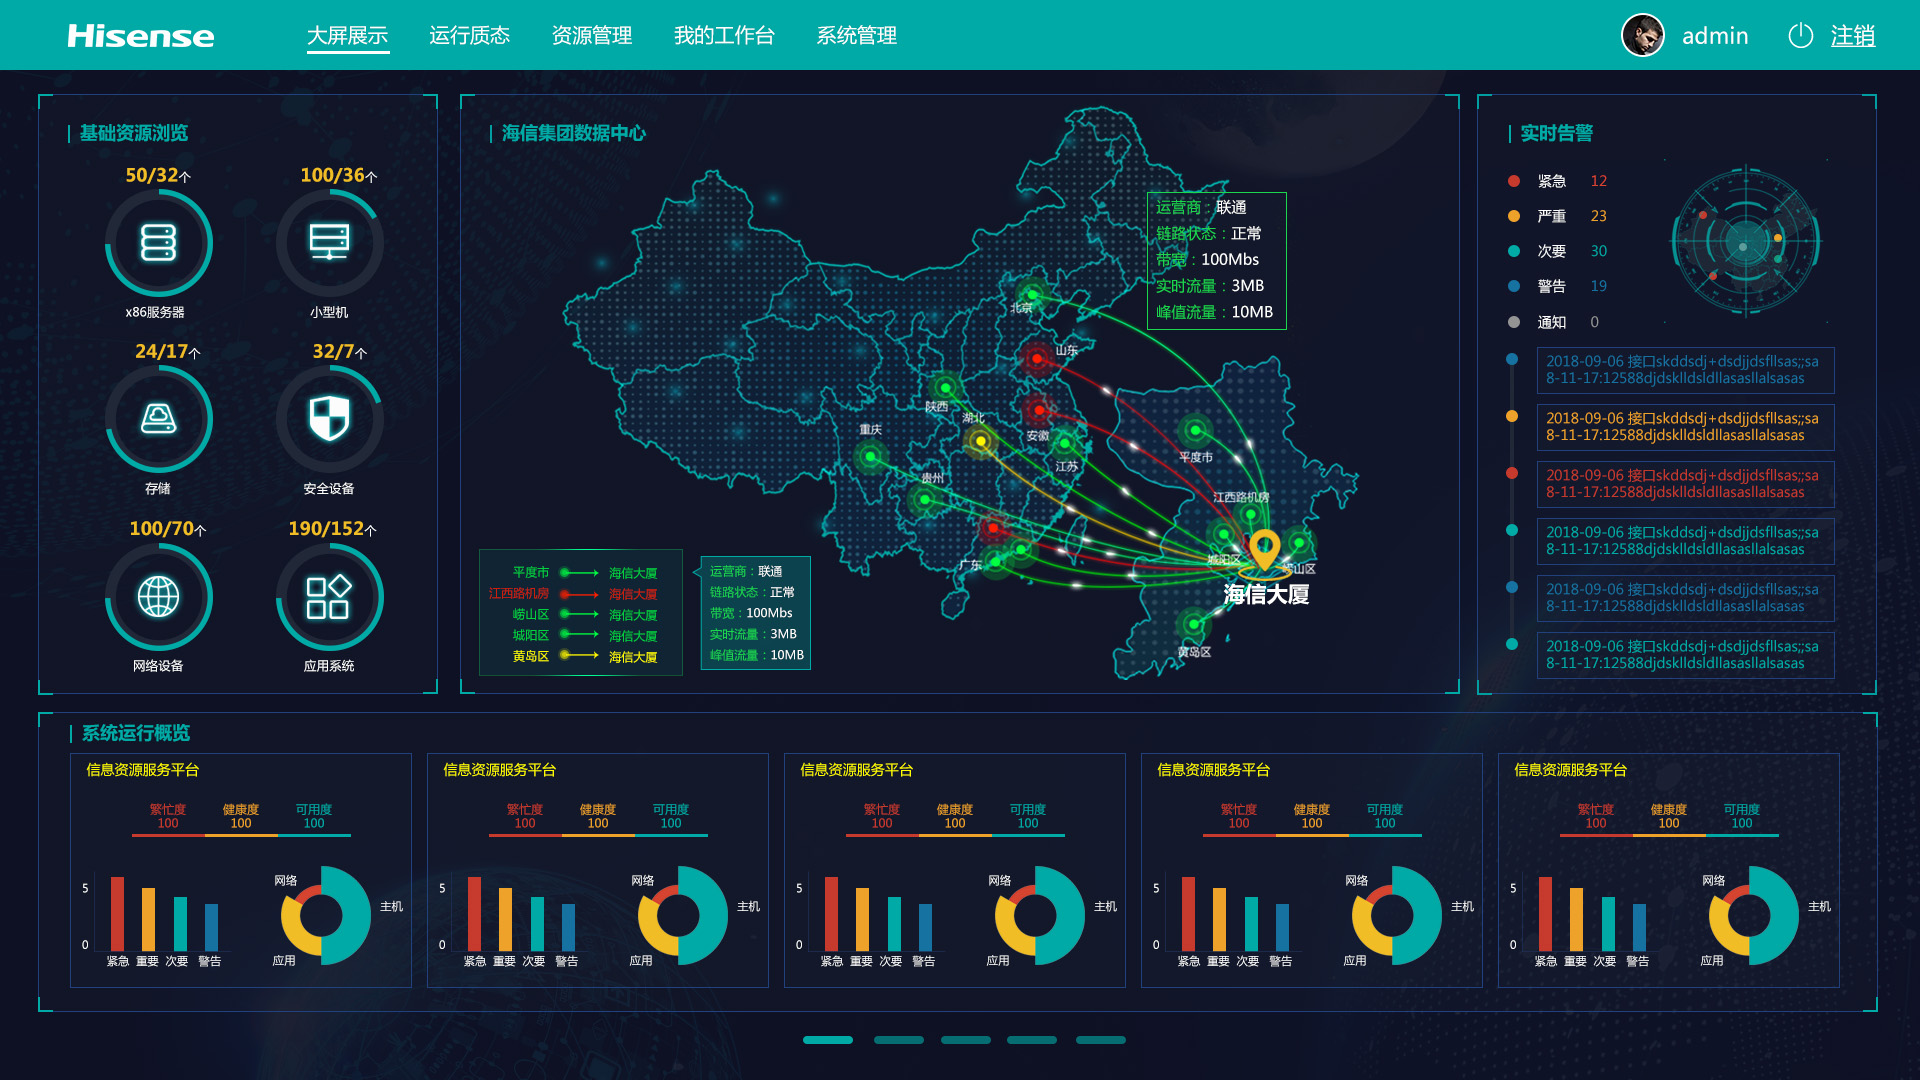 Hisense
大屏展示
运行质态
资源管理
我的工作台
系统管理
admin
注销
基础资源浏览
50/32个
100/36个
x86服务器
小型机
24/17个
32/7个
存储
安全设备
100/70个
190/152个
网络设备
应用系统
海信集团数据中心
运营商：联通
链路状态：正常
带宽：100Mbs
实时流量：3MB
峰值流量：10MB
北京
山东
陕西
湖北
安徽
重庆
江苏
贵州
广东
平度市
江西路机房
城阳区
崂山区
海信大厦
黄岛区
平度市 海信大厦
江西路机房 海信大厦
崂山区 海信大厦
城阳区 海信大厦
黄岛区 海信大厦
运营商：联通
链路状态：正常
带宽：100Mbs
实时流量：3MB
峰值流量：10MB
实时告警
紧急 12
严重 23
次要 30
警告 19
通知 0
2018-09-06 接口skddsdj+dsdjjdsfllsas;;sa
8-11-17:12588djdsklldsldllasasllalsasas
2018-09-06 接口skddsdj+dsdjjdsfllsas;;sa
8-11-17:12588djdsklldsldllasasllalsasas
2018-09-06 接口skddsdj+dsdjjdsfllsas;;sa
8-11-17:12588djdsklldsldllasasllalsasas
2018-09-06 接口skddsdj+dsdjjdsfllsas;;sa
8-11-17:12588djdsklldsldllasasllalsasas
2018-09-06 接口skddsdj+dsdjjdsfllsas;;sa
8-11-17:12588djdsklldsldllasasllalsasas
2018-09-06 接口skddsdj+dsdjjdsfllsas;;sa
8-11-17:12588djdsklldsldllasasllalsasas
系统运行概览
信息资源服务平台
繁忙度 健康度 可用度
100 100 100
5
0
紧急 重要 次要 警告
网络
主机
应用
信息资源服务平台
繁忙度 健康度 可用度
100 100 100
5
0
紧急 重要 次要 警告
网络
主机
应用
信息资源服务平台
繁忙度 健康度 可用度
100 100 100
5
0
紧急 重要 次要 警告
网络
主机
应用
信息资源服务平台
繁忙度 健康度 可用度
100 100 100
5
0
紧急 重要 次要 警告
网络
主机
应用
信息资源服务平台
繁忙度 健康度 可用度
100 100 100
5
0
紧急 重要 次要 警告
网络
主机
应用